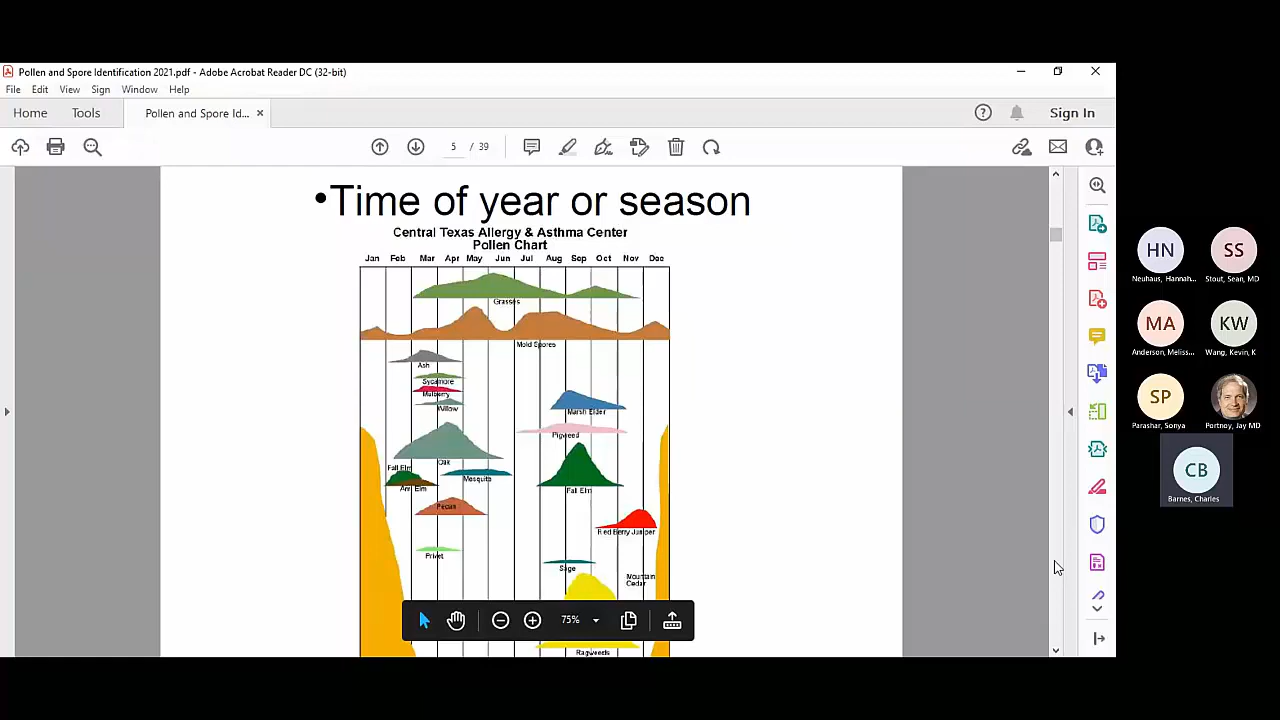 Pollen and Spore Identification 2021.pdf - Adobe Acrobat Reader DC (32-bit)
File Edit View Sign Window Help
Home Tools Pollen and Spore Id... × Sign In
5 / 39
•Time of year or season
Central Texas Allergy & Asthma Center
Pollen Chart
Jan Feb Mar Apr May Jun Jul Aug Sep Oct Nov Dec
Grasses
Mold Spores
Ash
Sycamore
Mulberry
Willow
Marsh Elder
Pigweed
Oak
Fall Elm
Mesquite
Am Elm
Fall Elm
Pecan
Red Berry Juniper
Privet
Sage
Mountain
Cedar
75%
Ragweeds
HN
Neuhaus, Hannah...
SS
Stout, Sean, MD
MA
Anderson, Meliss...
KW
Wang, Kevin, K
SP
Parashar, Sonya
Portnoy, Jay MD
CB
Barnes, Charles